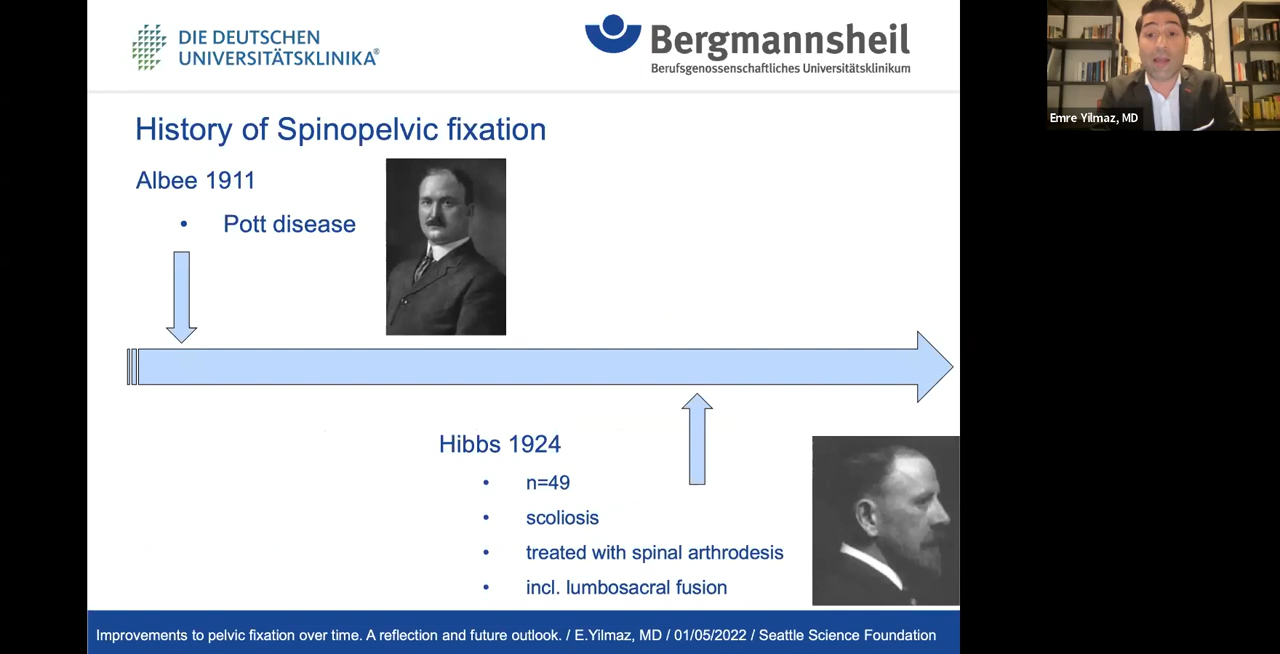 DIE DEUTSCHEN
UNIVERSITÄTSKLINIKA®
Bergmannsheil
Berufsgenossenschaftliches Universitätsklinikum
Emre Yilmaz, MD
History of Spinopelvic fixation
Albee 1911
• Pott disease
Hibbs 1924
• n=49
• scoliosis
• treated with spinal arthrodesis
• incl. lumbosacral fusion
Improvements to pelvic fixation over time. A reflection and future outlook. / E.Yilmaz, MD / 01/05/2022 / Seattle Science Foundation